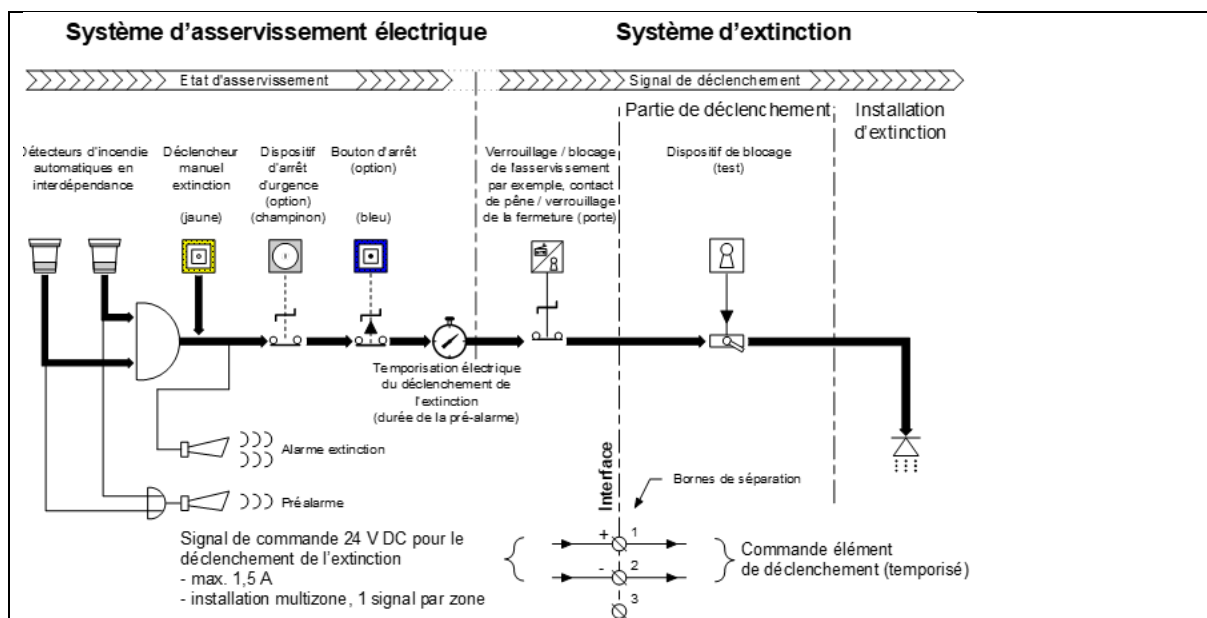 Système d'asservissement électrique
Système d'extinction
Etat d'asservissement
Signal de déclenchement
Partie de déclenchement
Installation
d'extinction
Détecteurs d'incendie
automatiques en
interdépendance
Déclencheur
manuel
extinction
(jaune)
Dispositif
d'arrêt
d'urgence
(option)
(champinon)
Bouton d'arrêt
(option)
(bleu)
Verrouillage / blocage
de l'asservissement
par exemple, contact
de pêne / verrouillage
de la fermeture (porte)
Dispositif de blocage
(test)
Temporisation électrique
du déclenchement de
l'extinction
(durée de la pré-alarme)
Alarme extinction
Préalarme
Interface
Bornes de séparation
Signal de commande 24 V DC pour le
déclenchement de l'extinction
- max. 1,5 A
- installation multizone, 1 signal par zone
+ 1
- 2
3
Commande élément
de déclenchement (temporisé)